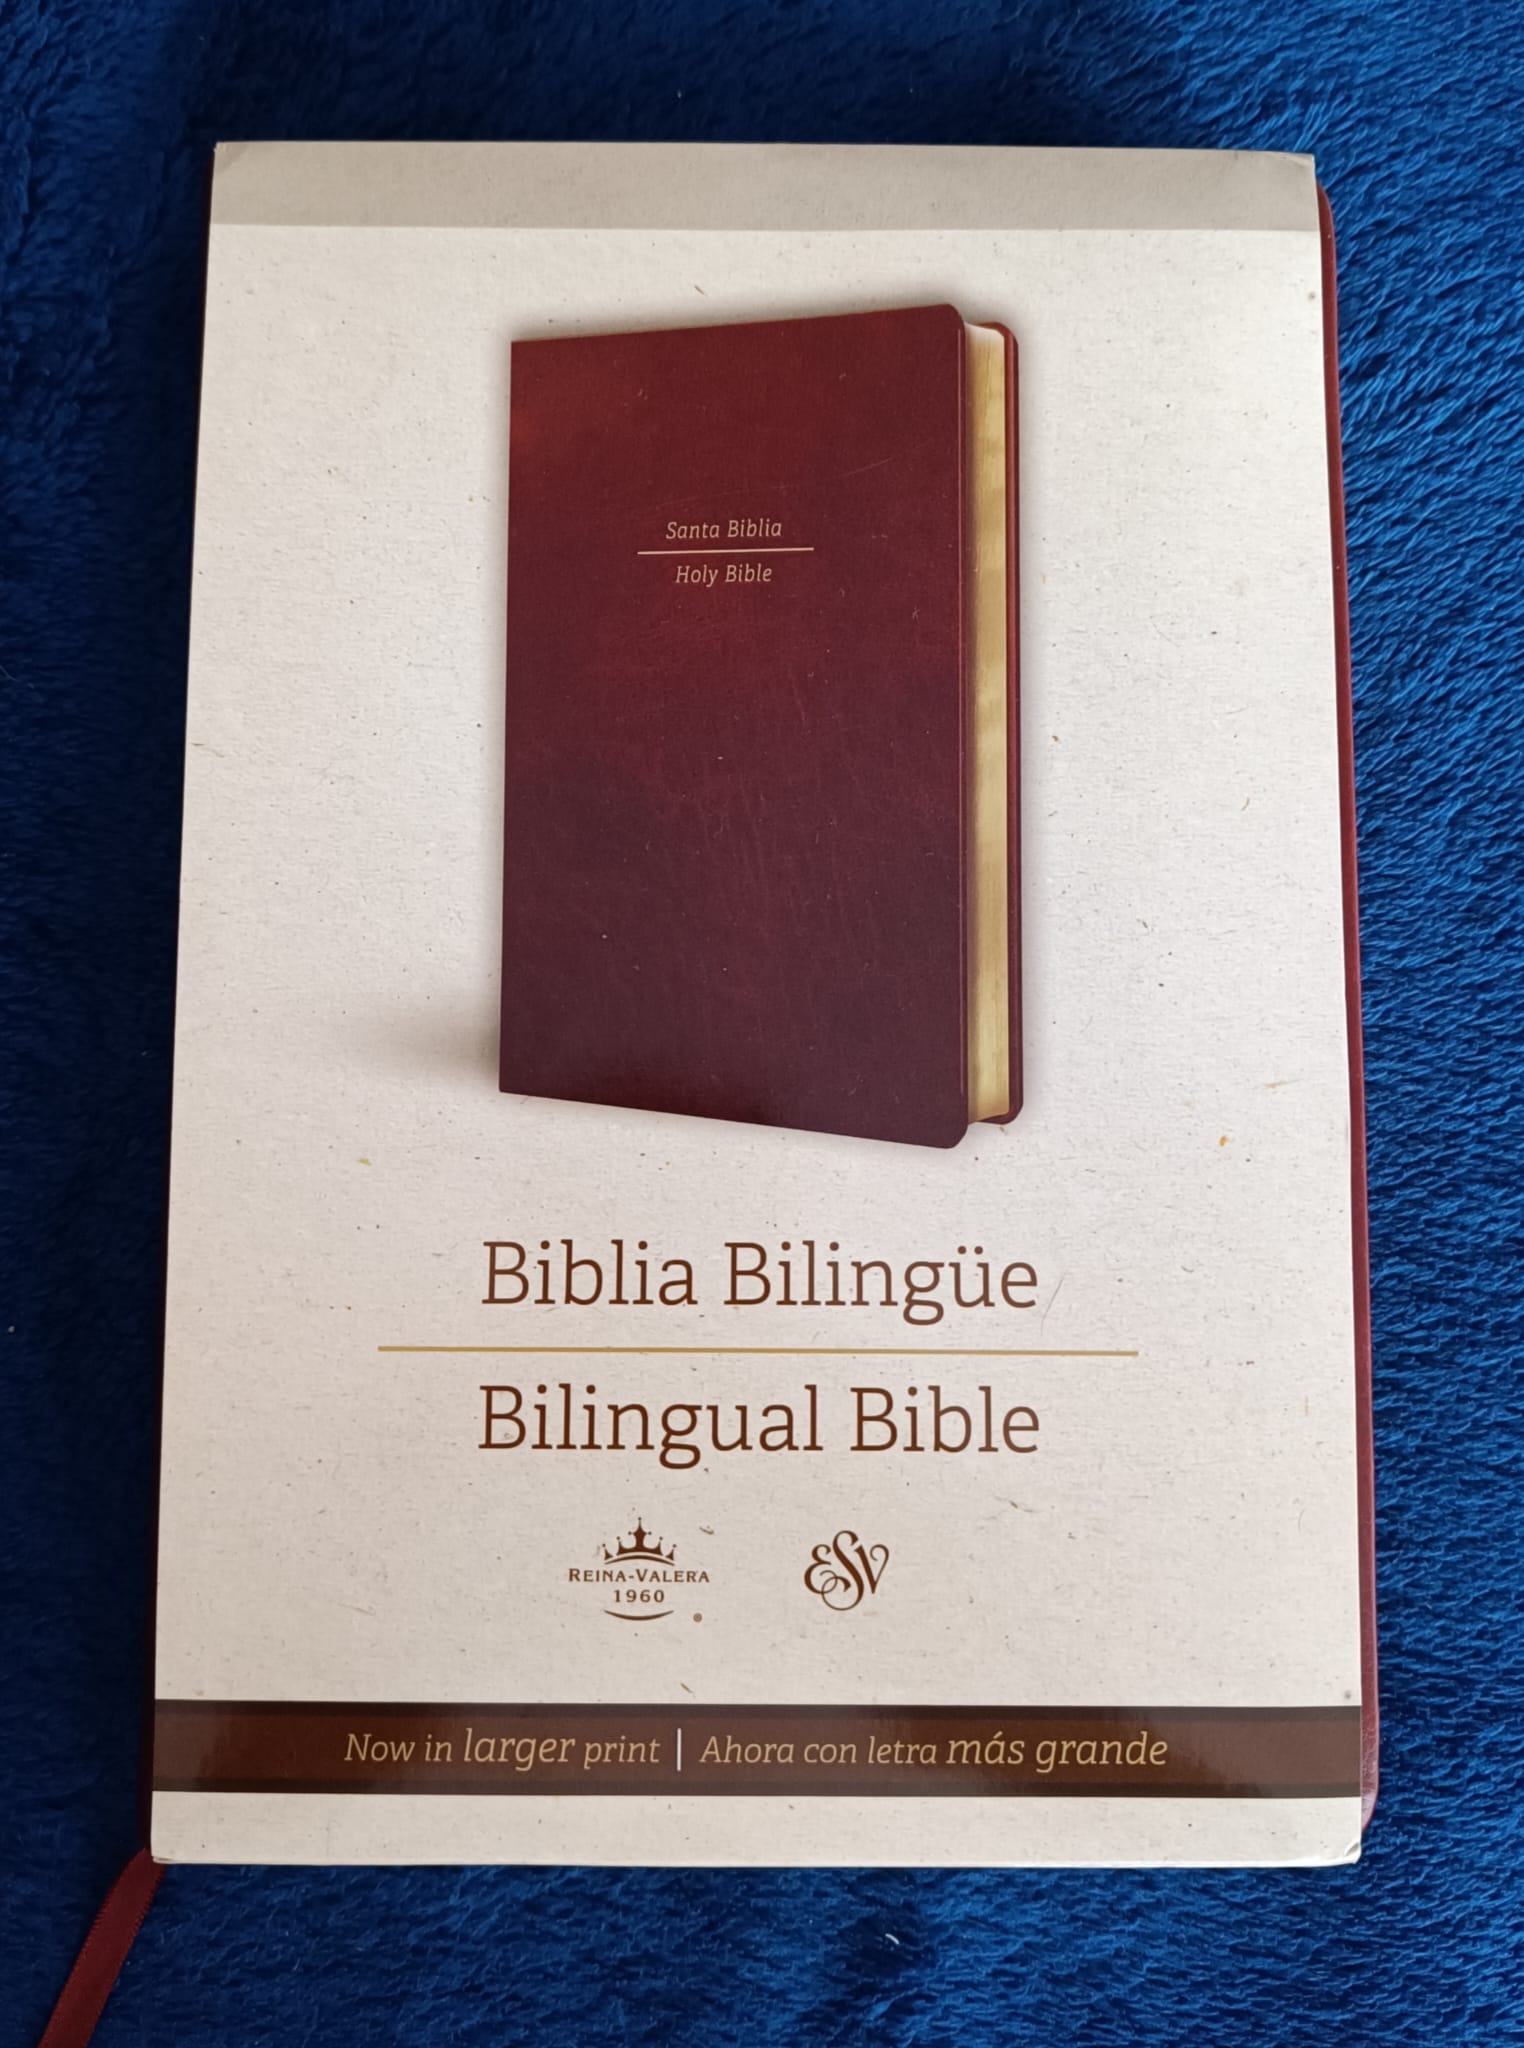 Santa Biblia
Holy Bible
Biblia Bilingüe
Bilingual Bible
REINA-VALERA
1960
®
ESV
Now in larger print | Ahora con letra más grande